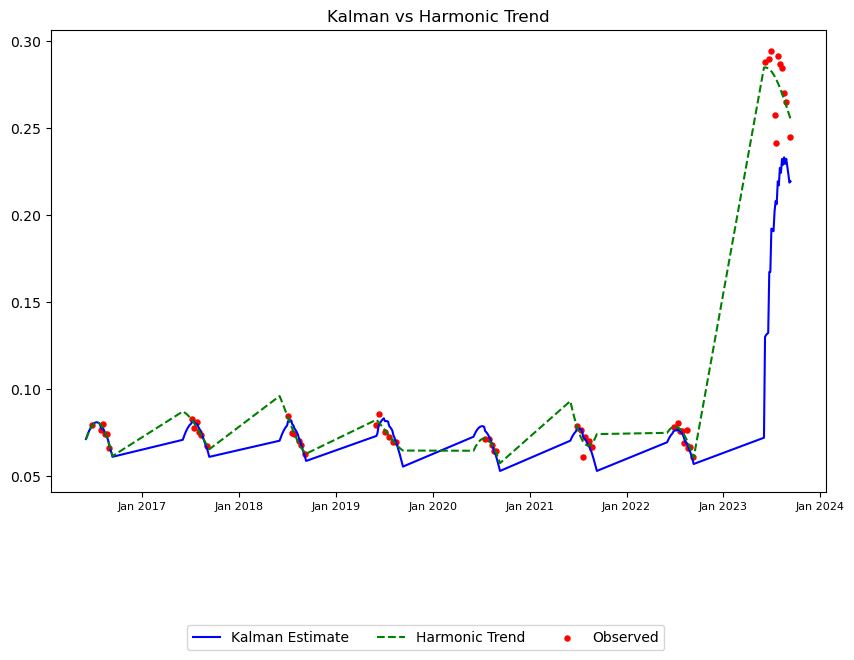 Kalman vs Harmonic Trend
0.30
0.25
0.20
0.15
0.10
0.05
Jan 2017 Jan 2018 Jan 2019 Jan 2020 Jan 2021 Jan 2022 Jan 2023 Jan 2024
Kalman Estimate Harmonic Trend Observed